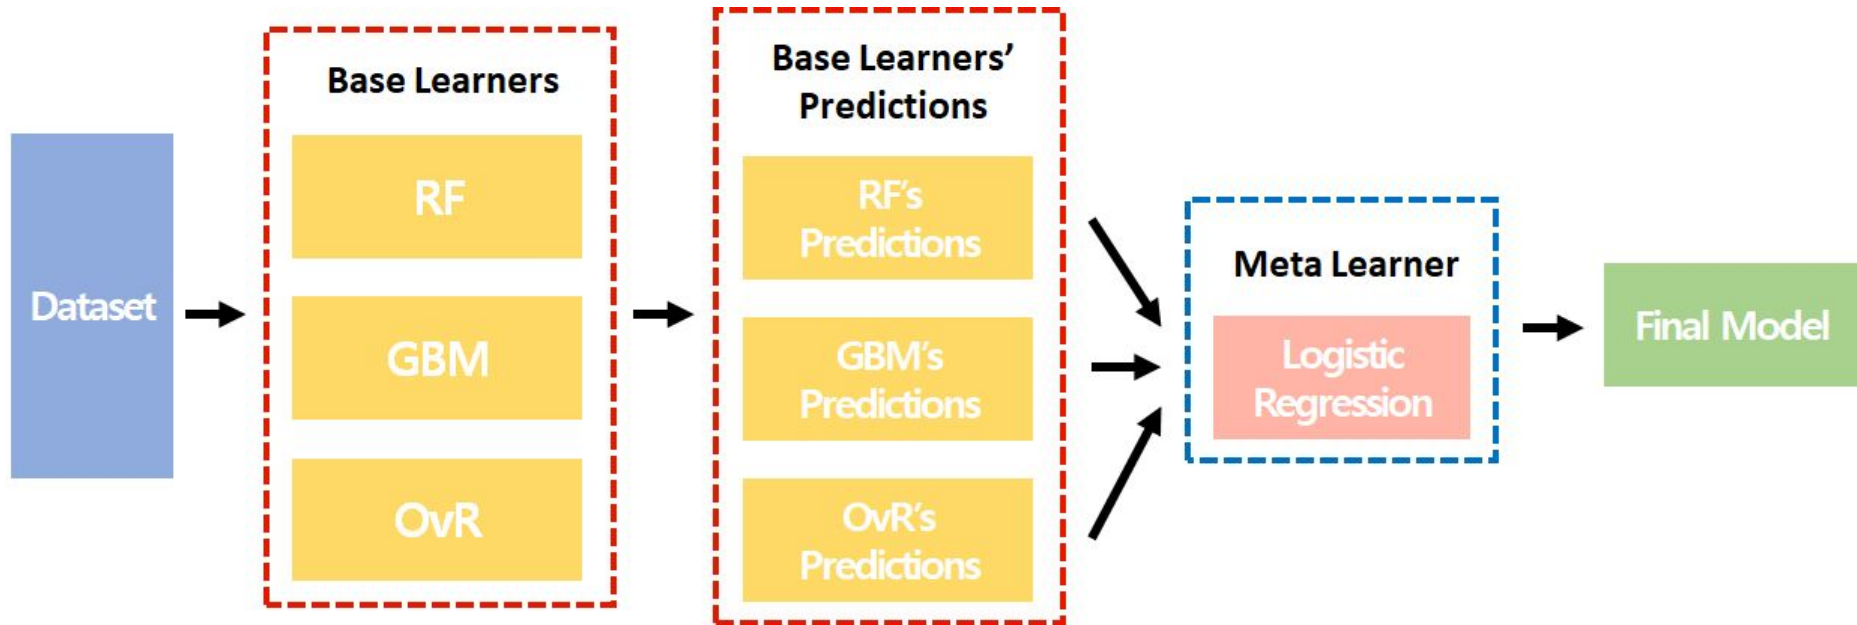 Dataset
Base Learners
RF
GBM
OvR
Base Learners’
Predictions
RF’s
Predictions
GBM’s
Predictions
OvR’s
Predictions
Meta Learner
Logistic
Regression
Final Model